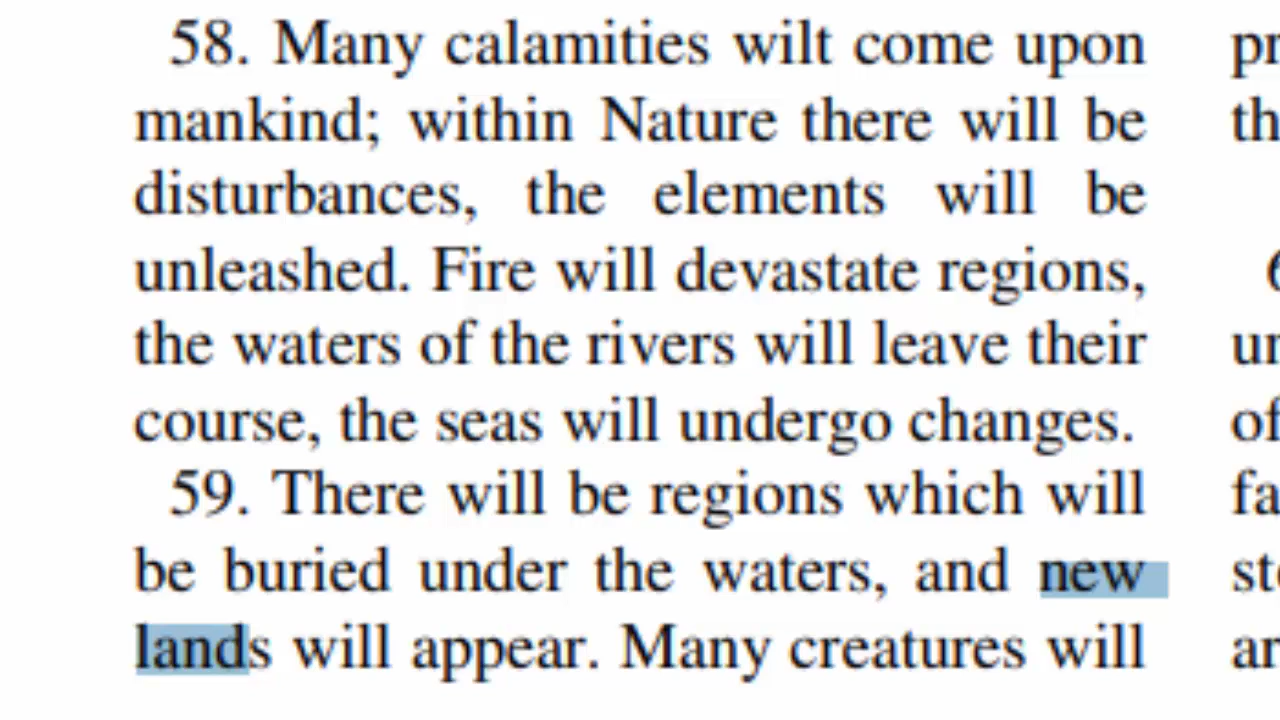 58. Many calamities wilt come upon
mankind; within Nature there will be
disturbances, the elements will be
unleashed. Fire will devastate regions,
the waters of the rivers will leave their
course, the seas will undergo changes.
59. There will be regions which will
be buried under the waters, and new
lands will appear. Many creatures will